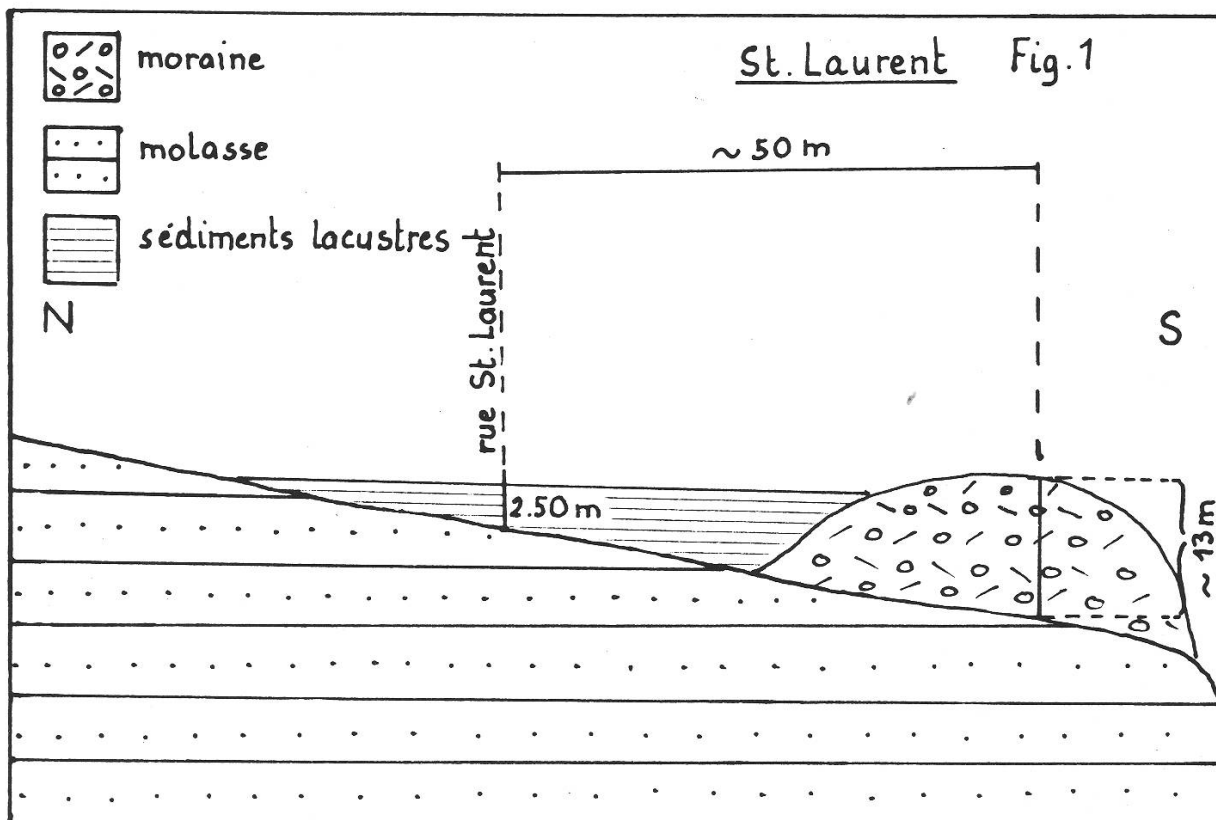 moraine
St. Laurent Fig. 1
molasse
~ 50 m
sédiments lacustres
rue St. Laurent
N
S
2.50 m
~ 13 m